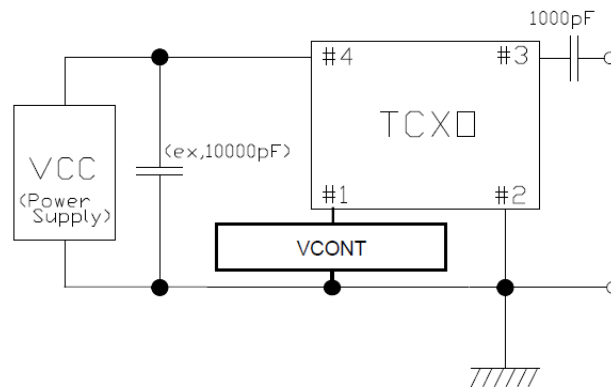 1000pF
#4
#3
TCXO
(ex,10000pF)
VCC
(Power
Supply)
#1
#2
VCONT